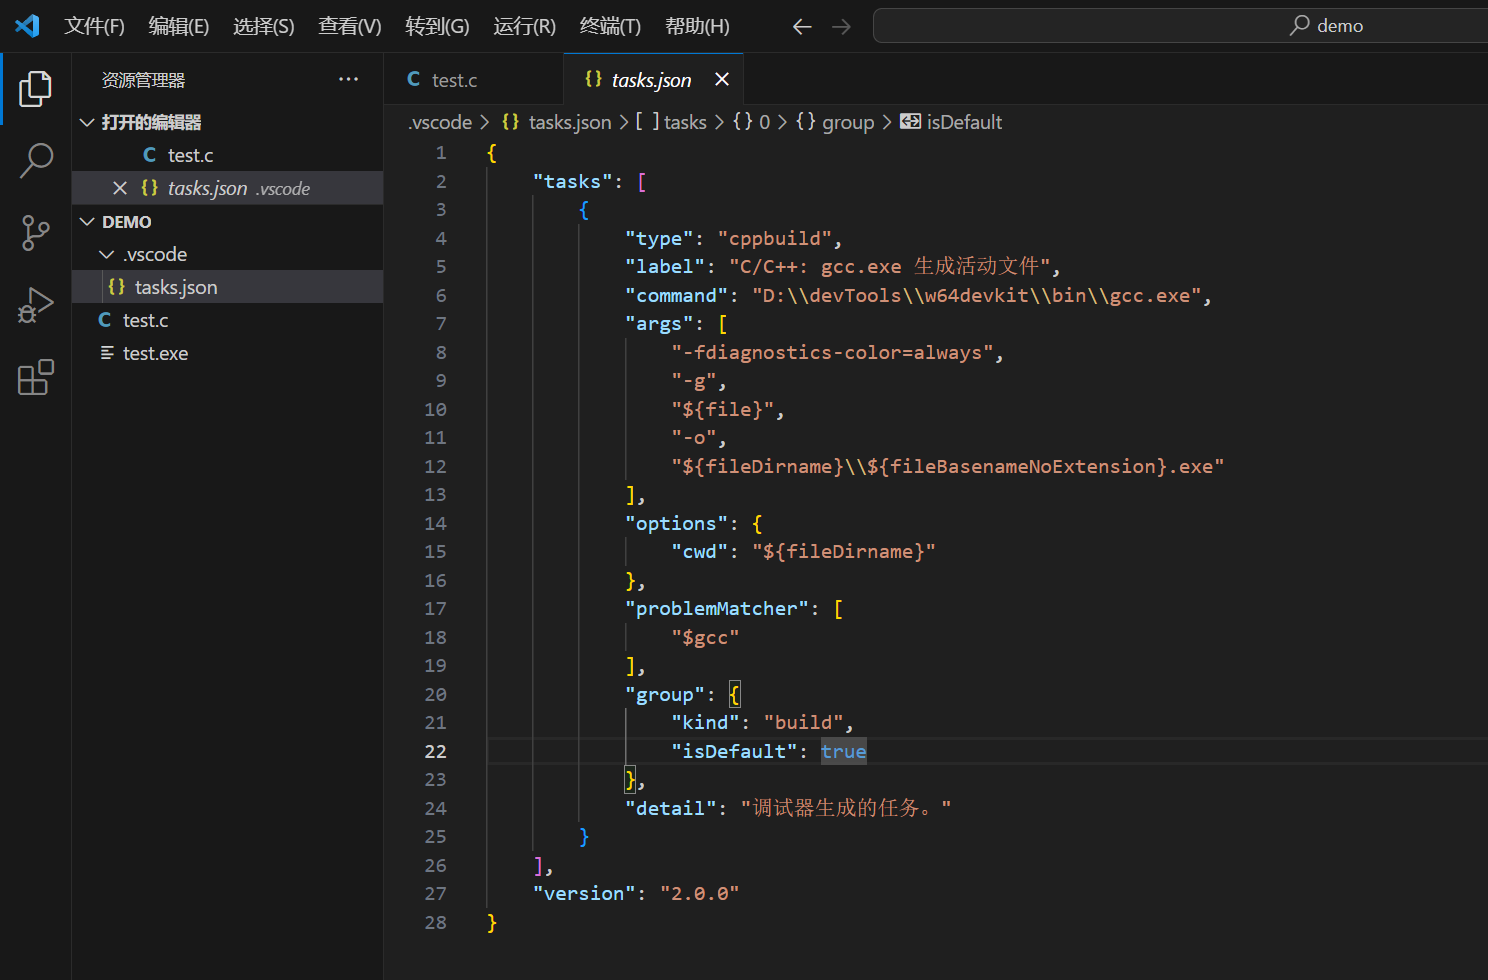 文件(F) 编辑(E) 选择(S) 查看(V) 转到(G) 运行(R) 终端(T) 帮助(H) demo
资源管理器
打开的编辑器
test.c
tasks.json .vscode
DEMO
.vscode
tasks.json
test.c
test.exe
test.c tasks.json
.vscode > {} tasks.json > [ ] tasks > {} 0 > {} group > isDefault
1 {
2 "tasks": [
3 {
4 "type": "cppbuild",
5 "label": "C/C++: gcc.exe 生成活动文件",
6 "command": "D:\\devTools\\w64devkit\\bin\\gcc.exe",
7 "args": [
8 "-fdiagnostics-color=always",
9 "-g",
10 "${file}",
11 "-o",
12 "${fileDirname}\\${fileBasenameNoExtension}.exe"
13 ],
14 "options": {
15 "cwd": "${fileDirname}"
16 },
17 "problemMatcher": [
18 "$gcc"
19 ],
20 "group": {
21 "kind": "build",
22 "isDefault": true
23 },
24 "detail": "调试器生成的任务。"
25 }
26 ],
27 "version": "2.0.0"
28 }